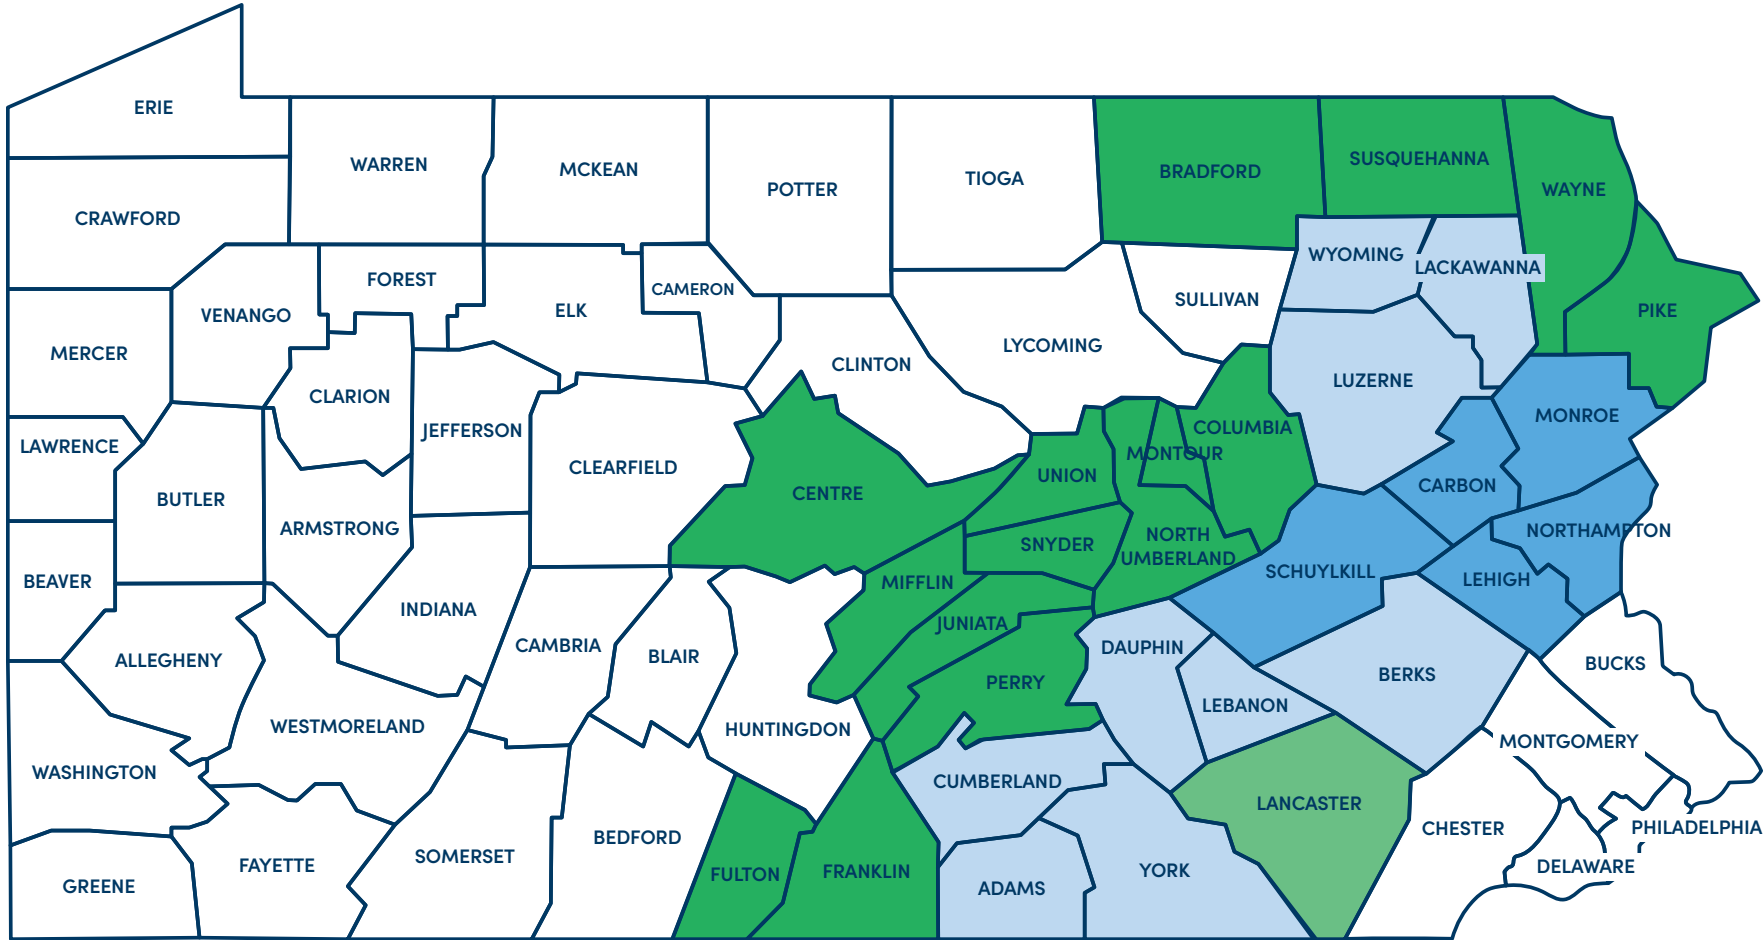 ERIE
WARREN
MCKEAN
POTTER
TIOGA
BRADFORD
SUSQUEHANNA
WAYNE
CRAWFORD
WYOMING
LACKAWANNA
FOREST
CAMERON
VENANGO
ELK
SULLIVAN
PIKE
MERCER
LYCOMING
CLINTON
LUZERNE
CLARION
MONROE
LAWRENCE
JEFFERSON
COLUMBIA
MONTOUR
CLEARFIELD
UNION
CENTRE
CARBON
BUTLER
ARMSTRONG
SNYDER
NORTH
UMBERLAND
NORTHAMPTON
BEAVER
MIFFLIN
SCHUYLKILL
LEHIGH
INDIANA
JUNIATA
CAMBRIA
BLAIR
DAUPHIN
ALLEGHENY
PERRY
BERKS
BUCKS
LEBANON
WESTMORELAND
HUNTINGDON
MONTGOMERY
WASHINGTON
CUMBERLAND
LANCASTER
CHESTER
PHILADELPHIA
BEDFORD
SOMERSET
FAYETTE
GREENE
FULTON
FRANKLIN
ADAMS
YORK
DELAWARE